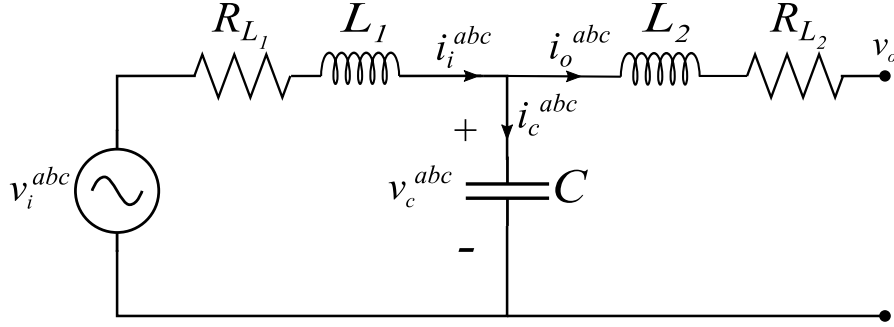 R_{L_1} L_1 i_i^{abc} i_o^{abc} L_2 R_{L_2} v_o
i_c^{abc}
+
v_i^{abc} v_c^{abc} C
-